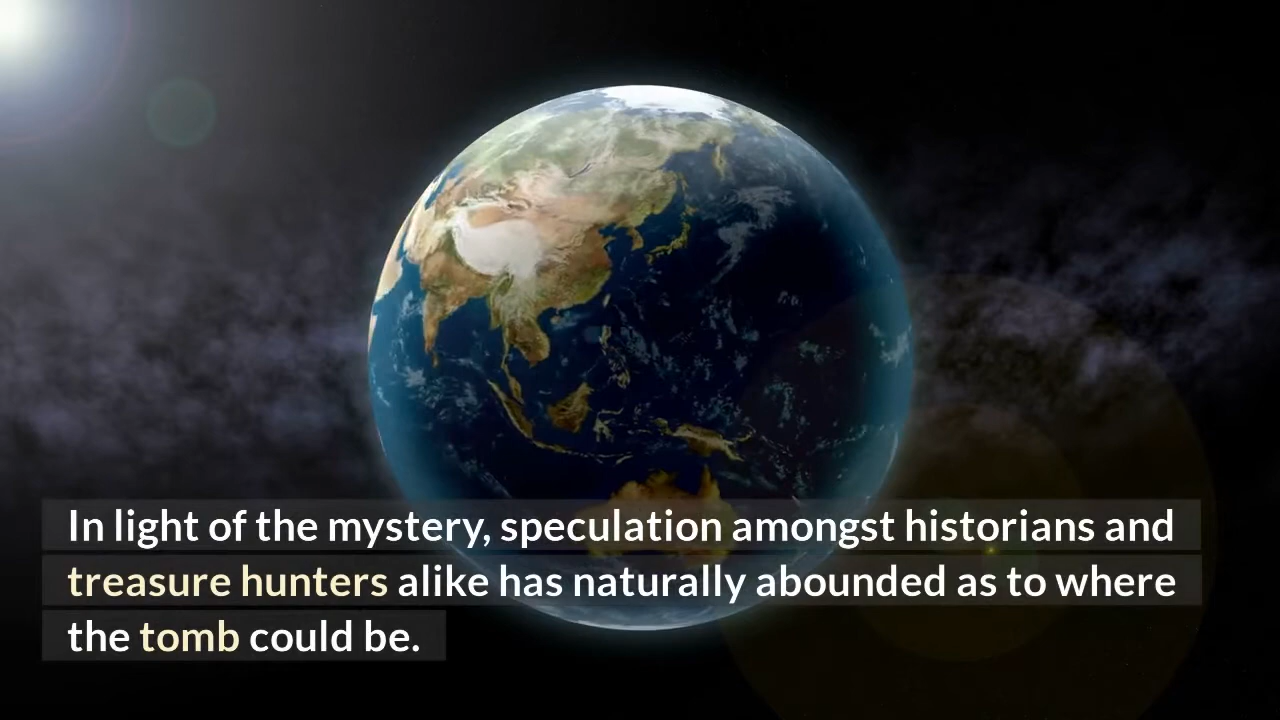 In light of the mystery, speculation amongst historians and
treasure hunters alike has naturally abounded as to where
the tomb could be.